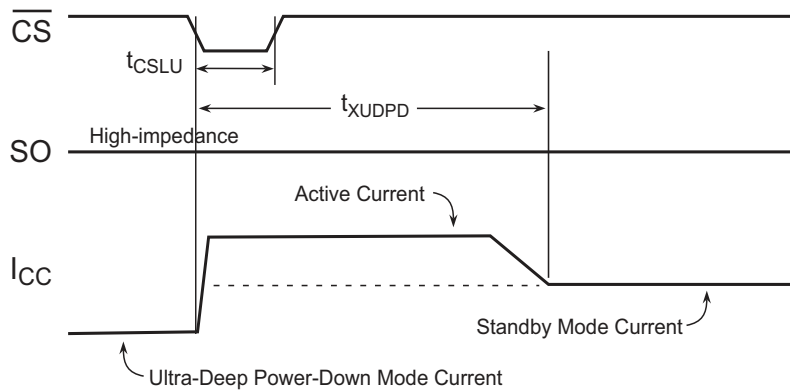 CS
tCSLU
tXUDPD
High-impedance
SO
Active Current
ICC
Standby Mode Current
Ultra-Deep Power-Down Mode Current